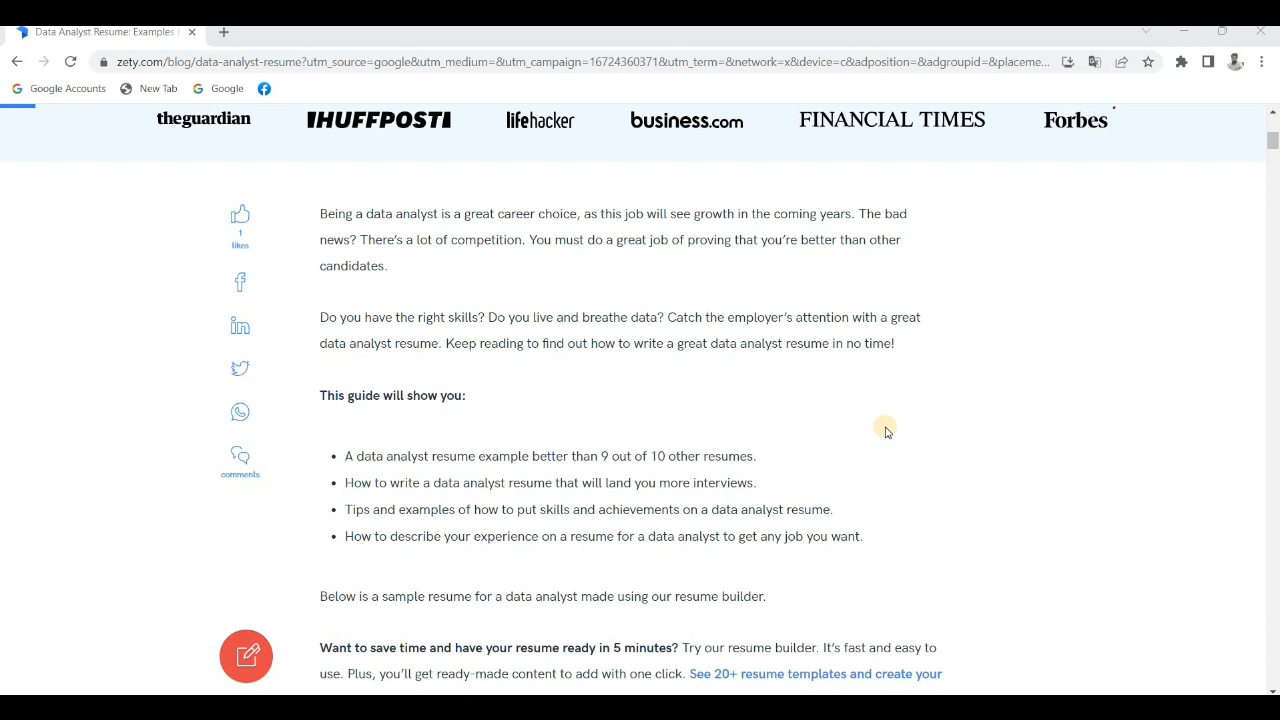 Data Analyst Resume: Examples
zety.com/blog/data-analyst-resume?utm_source=google&utm_medium=&utm_campaign=16724360371&utm_term=&network=x&device=c&adposition=&adgroupid=&placeme...
Google Accounts New Tab Google
theguardian HUFFPOST lifehacker business.com FINANCIAL TIMES Forbes
Being a data analyst is a great career choice, as this job will see growth in the coming years. The bad
news? There's a lot of competition. You must do a great job of proving that you're better than other
candidates.
1
likes
Do you have the right skills? Do you live and breathe data? Catch the employer's attention with a great
data analyst resume. Keep reading to find out how to write a great data analyst resume in no time!
This guide will show you:
• A data analyst resume example better than 9 out of 10 other resumes.
• How to write a data analyst resume that will land you more interviews.
• Tips and examples of how to put skills and achievements on a data analyst resume.
• How to describe your experience on a resume for a data analyst to get any job you want.
comments
Below is a sample resume for a data analyst made using our resume builder.
Want to save time and have your resume ready in 5 minutes? Try our resume builder. It's fast and easy to
use. Plus, you'll get ready-made content to add with one click. See 20+ resume templates and create your